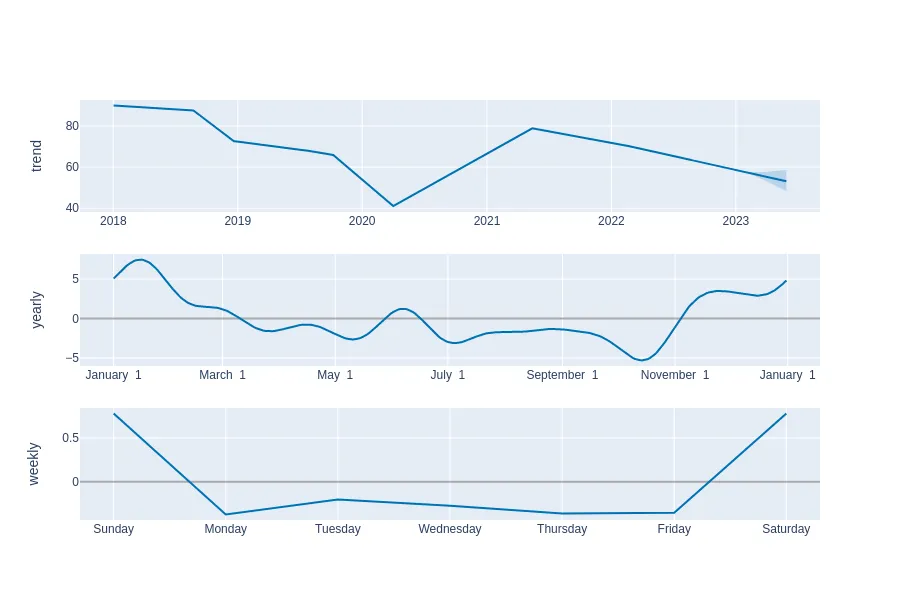 trend
80
60
40
2018 2019 2020 2021 2022 2023
yearly
5
0
−5
January 1 March 1 May 1 July 1 September 1 November 1 January 1
weekly
0.5
0
Sunday Monday Tuesday Wednesday Thursday Friday Saturday